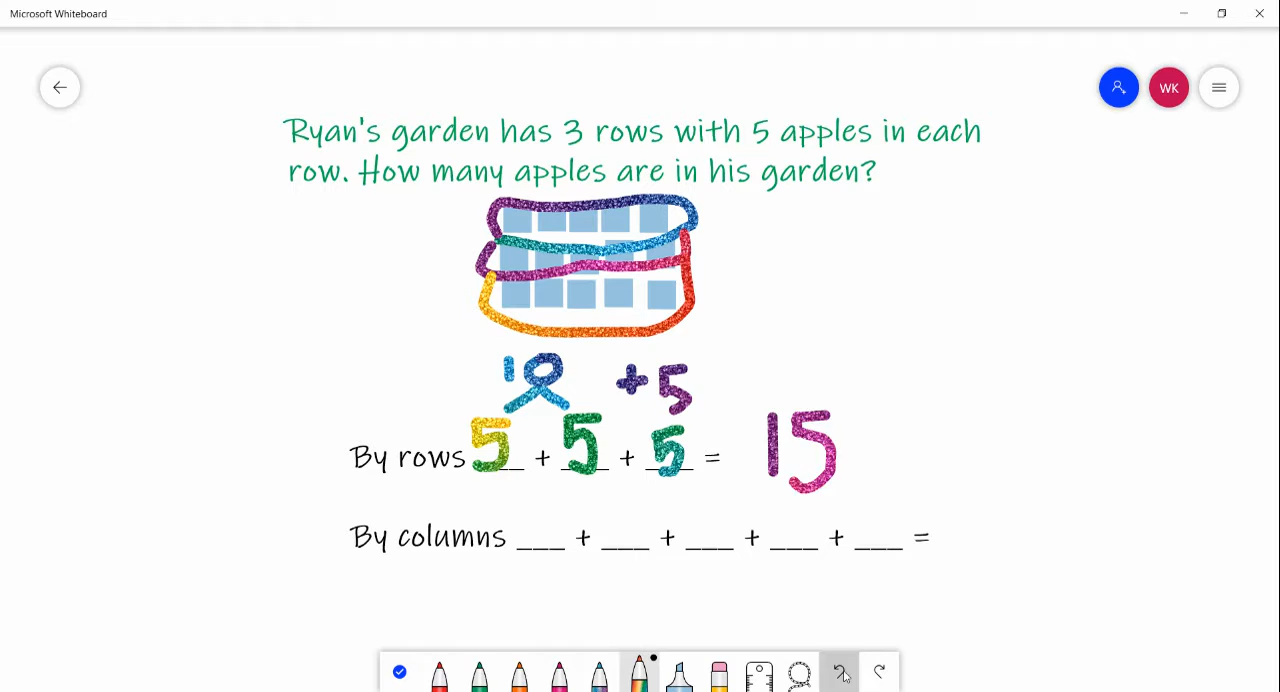 Microsoft Whiteboard
WK
Ryan's garden has 3 rows with 5 apples in each
row. How many apples are in his garden?
10 +5
By rows 5 + 5 + 5 = 15
By columns ___ + ___ + ___ + ___ + ___ =